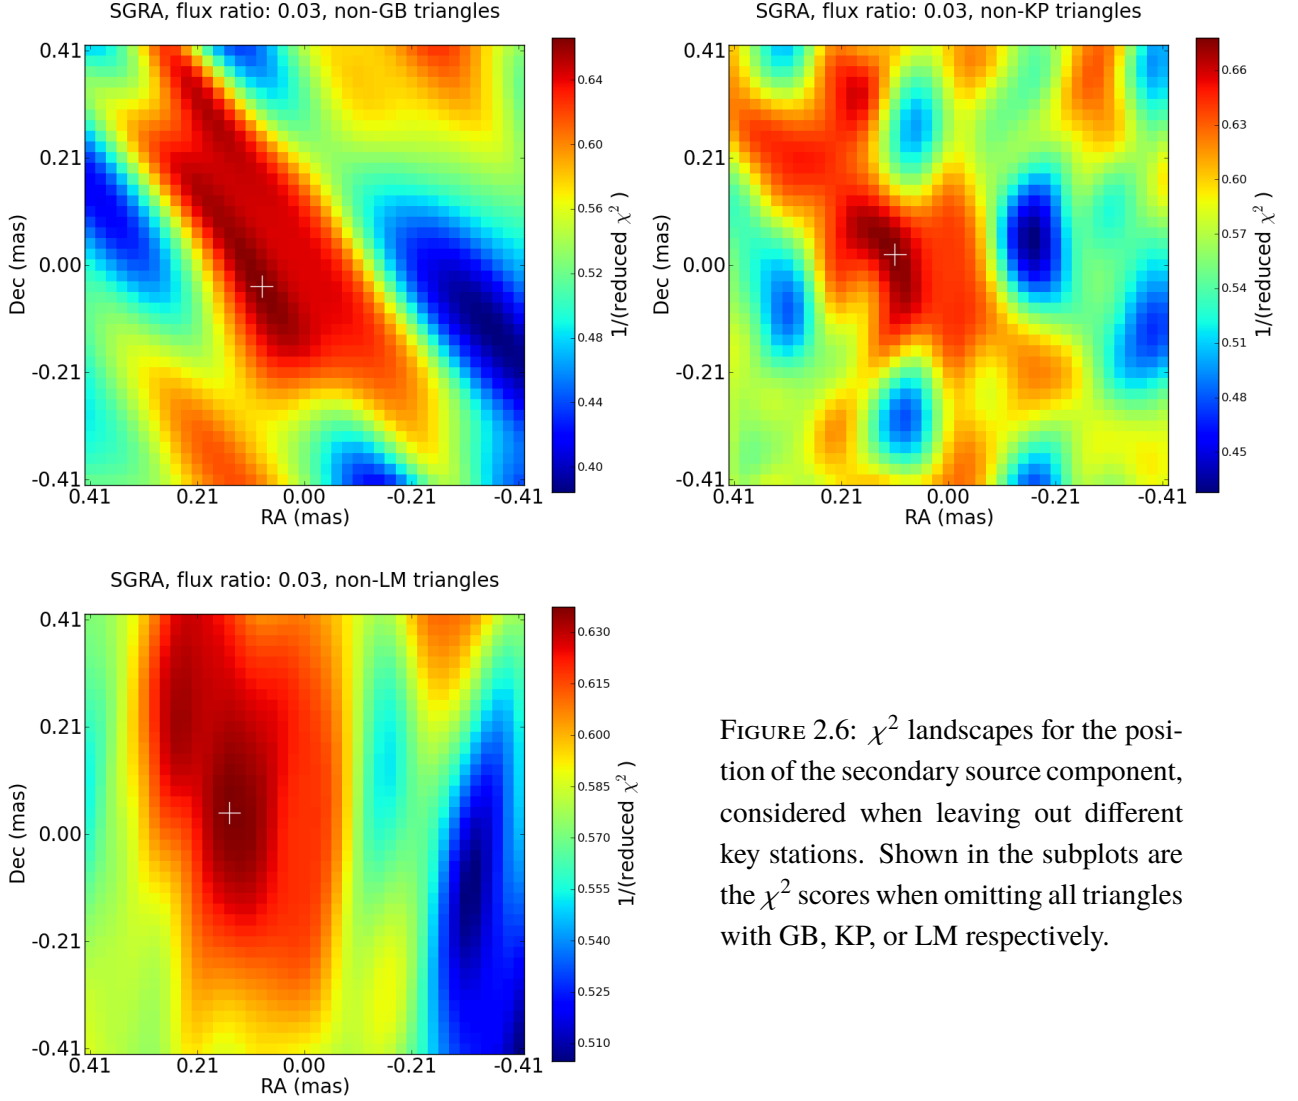 SGRA, flux ratio: 0.03, non-GB triangles
0.41
0.21
0.00
-0.21
-0.41
Dec (mas)
0.41 0.21 0.00 -0.21 -0.41
RA (mas)
0.64
0.60
0.56
0.52
0.48
0.44
0.40
1/(reduced χ²)
SGRA, flux ratio: 0.03, non-KP triangles
0.41
0.21
0.00
-0.21
-0.41
Dec (mas)
0.41 0.21 0.00 -0.21 -0.41
RA (mas)
0.66
0.63
0.60
0.57
0.54
0.51
0.48
0.45
1/(reduced χ²)
SGRA, flux ratio: 0.03, non-LM triangles
0.41
0.21
0.00
-0.21
-0.41
Dec (mas)
0.41 0.21 0.00 -0.21 -0.41
RA (mas)
0.630
0.615
0.600
0.585
0.570
0.555
0.540
0.525
0.510
1/(reduced χ²)
FIGURE 2.6: χ² landscapes for the posi-
tion of the secondary source component,
considered when leaving out different
key stations. Shown in the subplots are
the χ² scores when omitting all triangles
with GB, KP, or LM respectively.